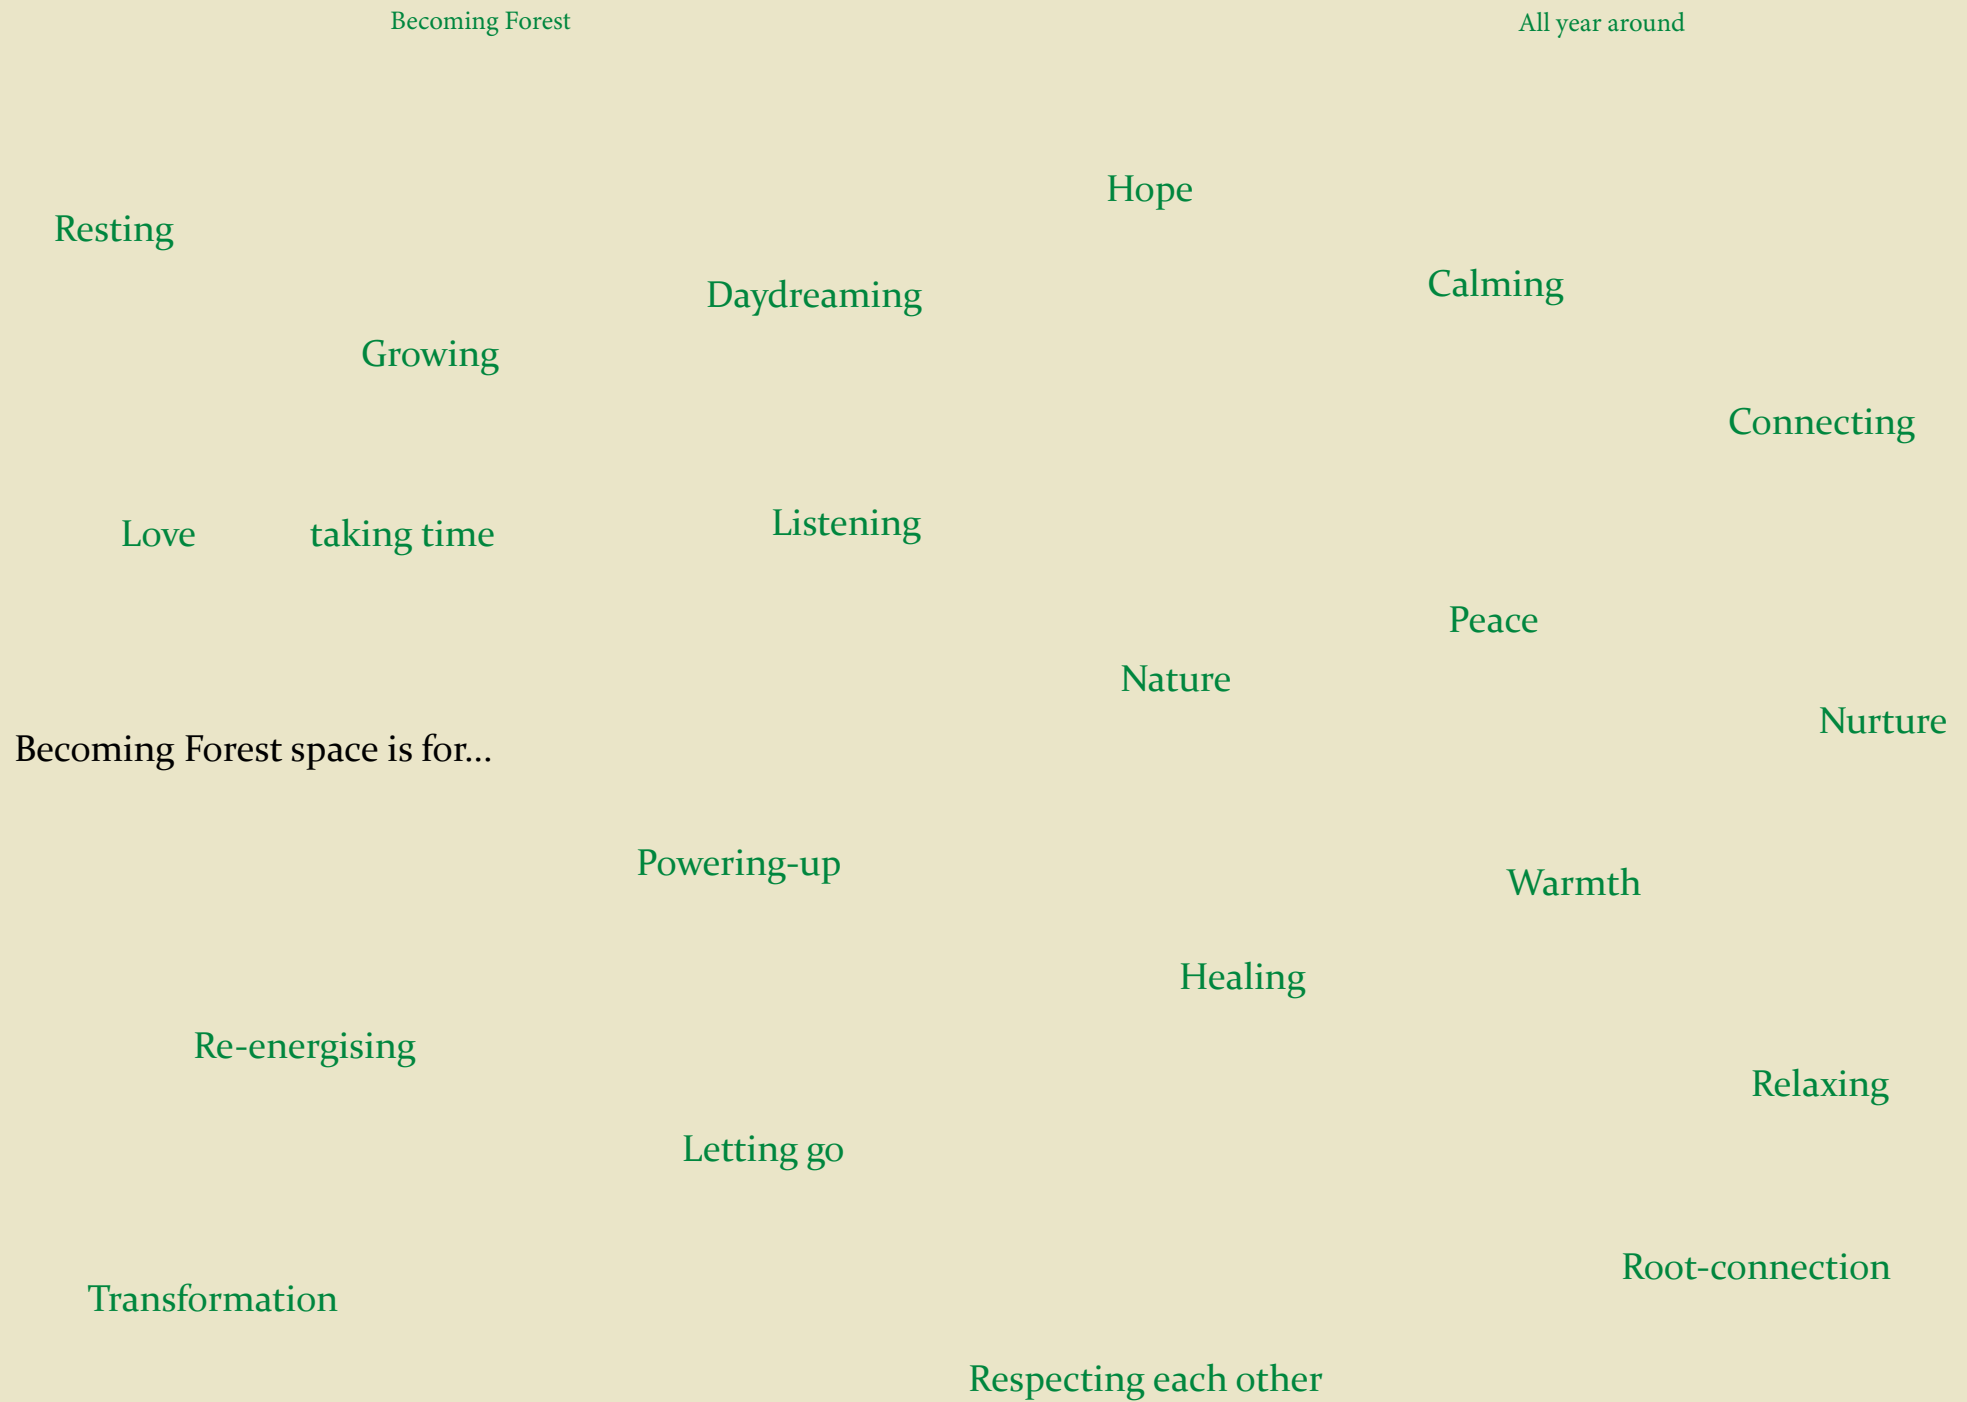 Becoming Forest
All year around
Hope
Resting
Daydreaming
Calming
Growing
Connecting
Love
taking time
Listening
Peace
Nature
Nurture
Becoming Forest space is for...
Powering-up
Warmth
Healing
Re-energising
Relaxing
Letting go
Root-connection
Transformation
Respecting each other